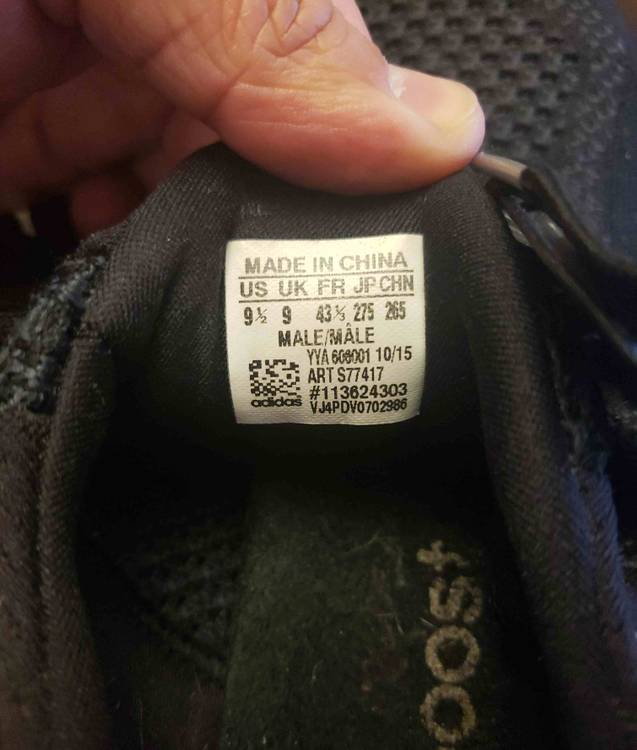 MADE IN CHINA
US UK FR JP CHN
9½ 9 43⅓ 275 265
MALE/MÂLE
YYA 606001 10/15
ART S77417
#113624303
VJ4PDV0702986
adidas
oost